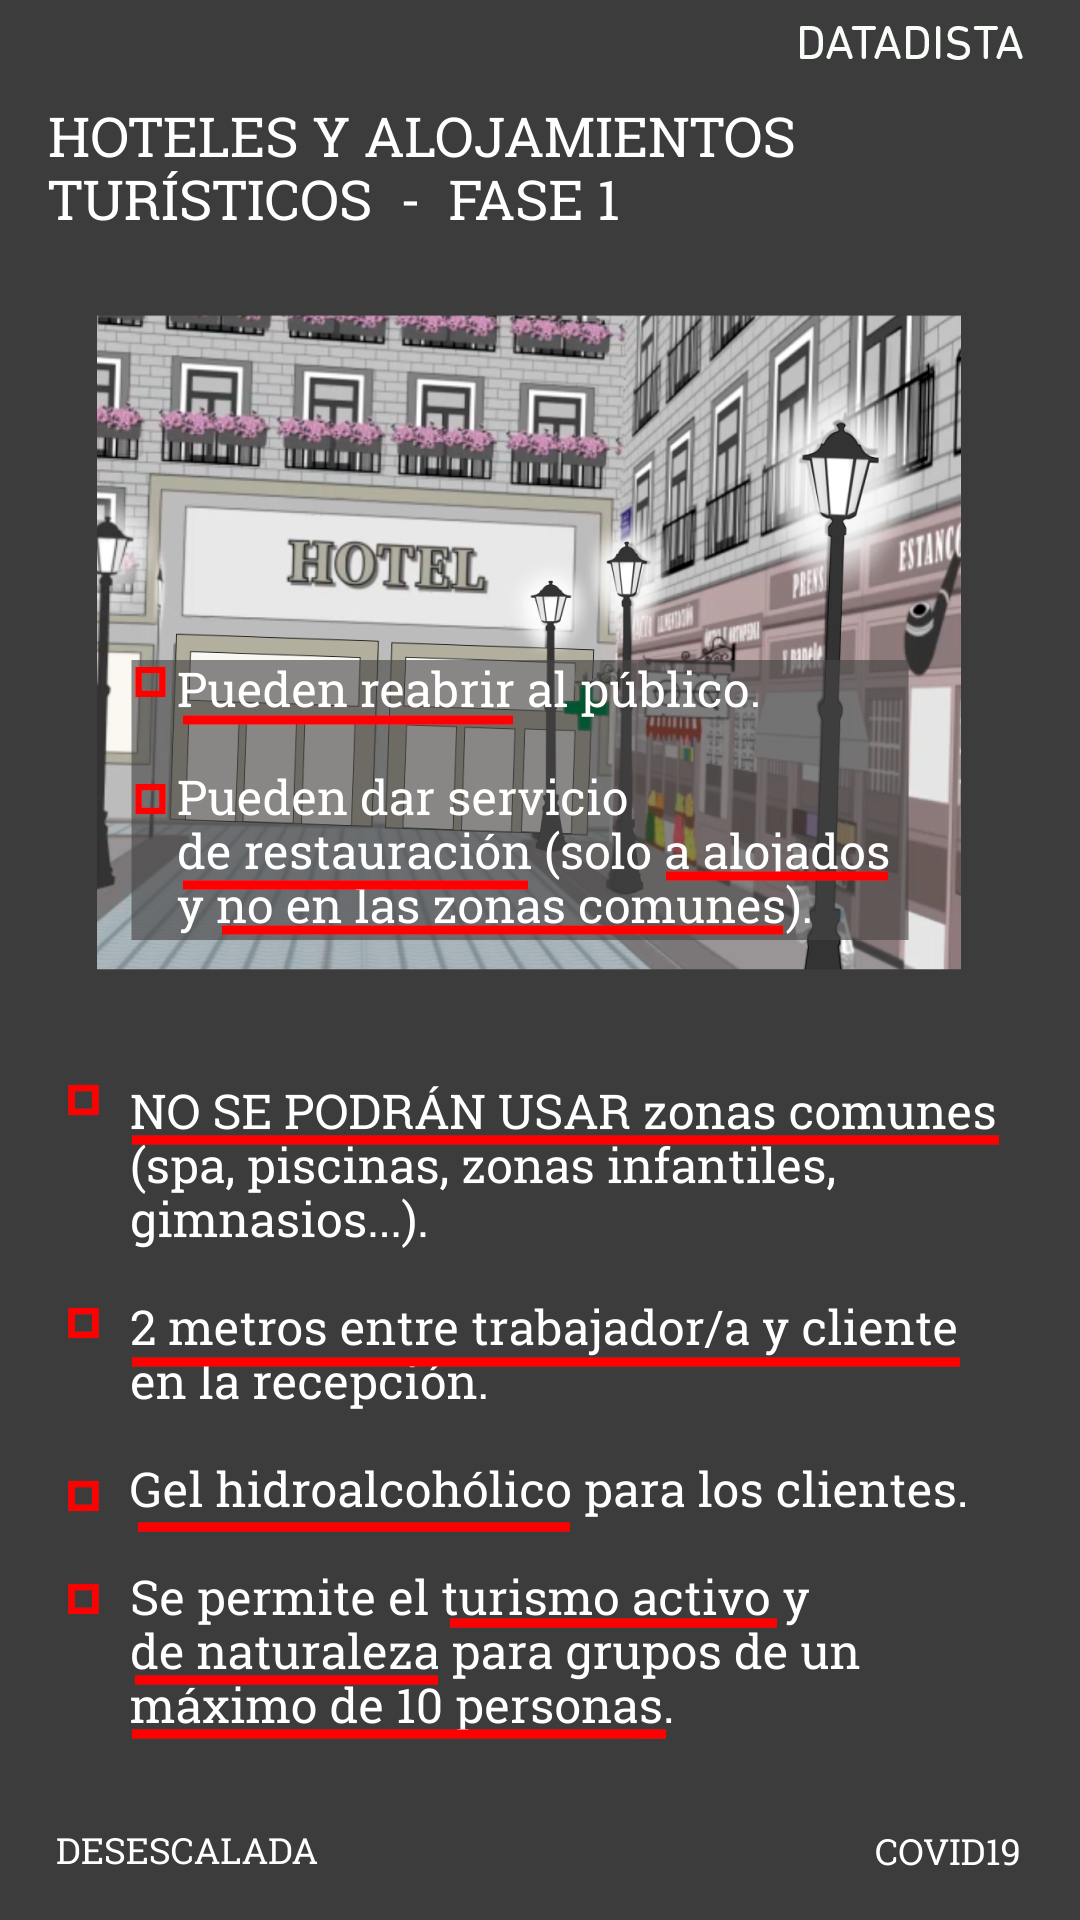 DATADISTA
HOTELES Y ALOJAMIENTOS
TURÍSTICOS - FASE 1
HOTEL
ESTANCO
PRENS
ALIMENTACIÓN
y papele
Pueden reabrir al público.
Pueden dar servicio
de restauración (solo a alojados
y no en las zonas comunes).
NO SE PODRÁN USAR zonas comunes
(spa, piscinas, zonas infantiles,
gimnasios...).
2 metros entre trabajador/a y cliente
en la recepción.
Gel hidroalcohólico para los clientes.
Se permite el turismo activo y
de naturaleza para grupos de un
máximo de 10 personas.
DESESCALADA
COVID19